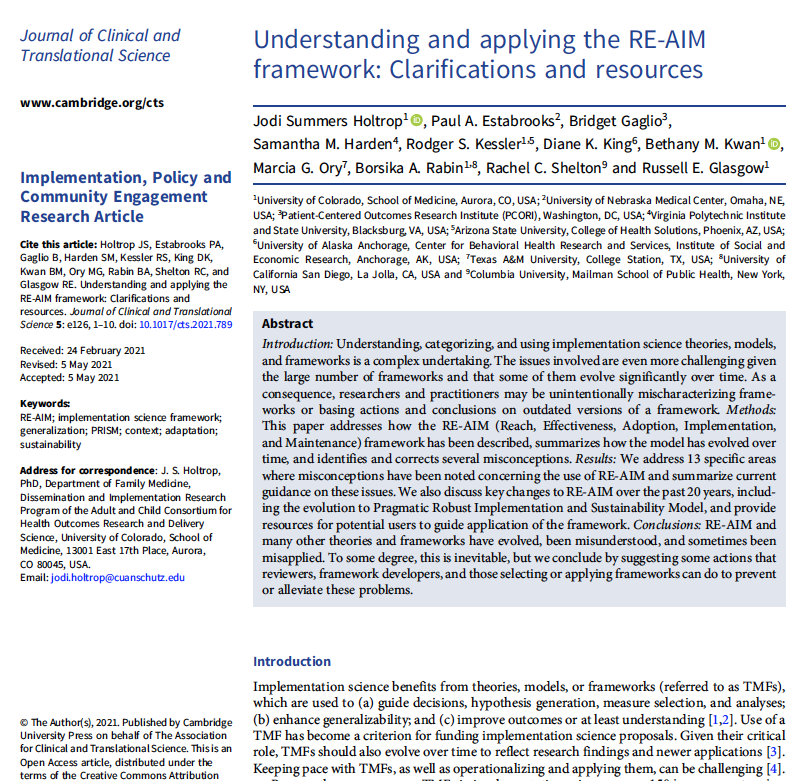 Journal of Clinical and
Translational Science
www.cambridge.org/cts
Implementation, Policy and
Community Engagement
Research Article
Cite this article: Holtrop JS, Estabrooks PA,
Gaglio B, Harden SM, Kessler RS, King DK,
Kwan BM, Ory MG, Rabin BA, Shelton RC, and
Glasgow RE. Understanding and applying the
RE-AIM framework: Clarifications and
resources. Journal of Clinical and Translational
Science 5: e126, 1–10. doi: 10.1017/cts.2021.789
Received: 24 February 2021
Revised: 5 May 2021
Accepted: 5 May 2021
Keywords:
RE-AIM; implementation science framework;
generalization; PRISM; context; adaptation;
sustainability
Address for correspondence: J. S. Holtrop,
PhD, Department of Family Medicine,
Dissemination and Implementation Research
Program of the Adult and Child Consortium for
Health Outcomes Research and Delivery
Science, University of Colorado, School of
Medicine, 13001 East 17th Place, Aurora,
CO 80045, USA.
Email: jodi.holtrop@cuanschutz.edu
© The Author(s), 2021. Published by Cambridge
University Press on behalf of The Association
for Clinical and Translational Science. This is an
Open Access article, distributed under the
terms of the Creative Commons Attribution
Understanding and applying the RE-AIM
framework: Clarifications and resources
Jodi Summers Holtrop1 iD, Paul A. Estabrooks2, Bridget Gaglio3,
Samantha M. Harden4, Rodger S. Kessler1,5, Diane K. King6, Bethany M. Kwan1 iD,
Marcia G. Ory7, Borsika A. Rabin1,8, Rachel C. Shelton9 and Russell E. Glasgow1
1University of Colorado, School of Medicine, Aurora, CO, USA; 2University of Nebraska Medical Center, Omaha, NE,
USA; 3Patient-Centered Outcomes Research Institute (PCORI), Washington, DC, USA; 4Virginia Polytechnic Institute
and State University, Blacksburg, VA, USA; 5Arizona State University, College of Health Solutions, Phoenix, AZ, USA;
6University of Alaska Anchorage, Center for Behavioral Health Research and Services, Institute of Social and
Economic Research, Anchorage, AK, USA; 7Texas A&M University, College Station, TX, USA; 8University of
California San Diego, La Jolla, CA, USA and 9Columbia University, Mailman School of Public Health, New York,
NY, USA
Abstract
Introduction: Understanding, categorizing, and using implementation science theories, models,
and frameworks is a complex undertaking. The issues involved are even more challenging given
the large number of frameworks and that some of them evolve significantly over time. As a
consequence, researchers and practitioners may be unintentionally mischaracterizing frame-
works or basing actions and conclusions on outdated versions of a framework. Methods:
This paper addresses how the RE-AIM (Reach, Effectiveness, Adoption, Implementation,
and Maintenance) framework has been described, summarizes how the model has evolved over
time, and identifies and corrects several misconceptions. Results: We address 13 specific areas
where misconceptions have been noted concerning the use of RE-AIM and summarize current
guidance on these issues. We also discuss key changes to RE-AIM over the past 20 years, includ-
ing the evolution to Pragmatic Robust Implementation and Sustainability Model, and provide
resources for potential users to guide application of the framework. Conclusions: RE-AIM and
many other theories and frameworks have evolved, been misunderstood, and sometimes been
misapplied. To some degree, this is inevitable, but we conclude by suggesting some actions that
reviewers, framework developers, and those selecting or applying frameworks can do to prevent
or alleviate these problems.
Introduction
Implementation science benefits from theories, models, or frameworks (referred to as TMFs),
which are used to (a) guide decisions, hypothesis generation, measure selection, and analyses;
(b) enhance generalizability; and (c) improve outcomes or at least understanding [1,2]. Use of a
TMF has become a criterion for funding implementation science proposals. Given their critical
role, TMFs should also evolve over time to reflect research findings and newer applications [3].
Keeping pace with TMFs, as well as operationalizing and applying them, can be challenging [4].